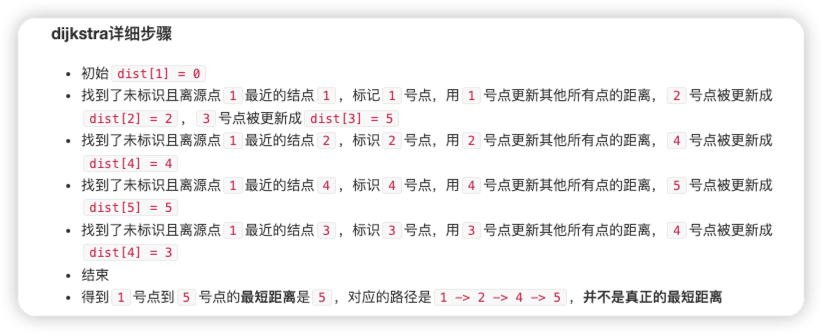 dijkstra详细步骤
初始 dist[1] = 0
找到了未标识且离源点 1 最近的结点 1 ，标记 1 号点，用 1 号点更新其他所有点的距离， 2 号点被更新成
dist[2] = 2 ， 3 号点被更新成 dist[3] = 5
找到了未标识且离源点 1 最近的结点 2 ，标识 2 号点，用 2 号点更新其他所有点的距离， 4 号点被更新成
dist[4] = 4
找到了未标识且离源点 1 最近的结点 4 ，标识 4 号点，用 4 号点更新其他所有点的距离， 5 号点被更新成
dist[5] = 5
找到了未标识且离源点 1 最近的结点 3 ，标识 3 号点，用 3 号点更新其他所有点的距离， 4 号点被更新成
dist[4] = 3
结束
得到 1 号点到 5 号点的最短距离是 5 ，对应的路径是 1 -> 2 -> 4 -> 5 ，并不是真正的最短距离